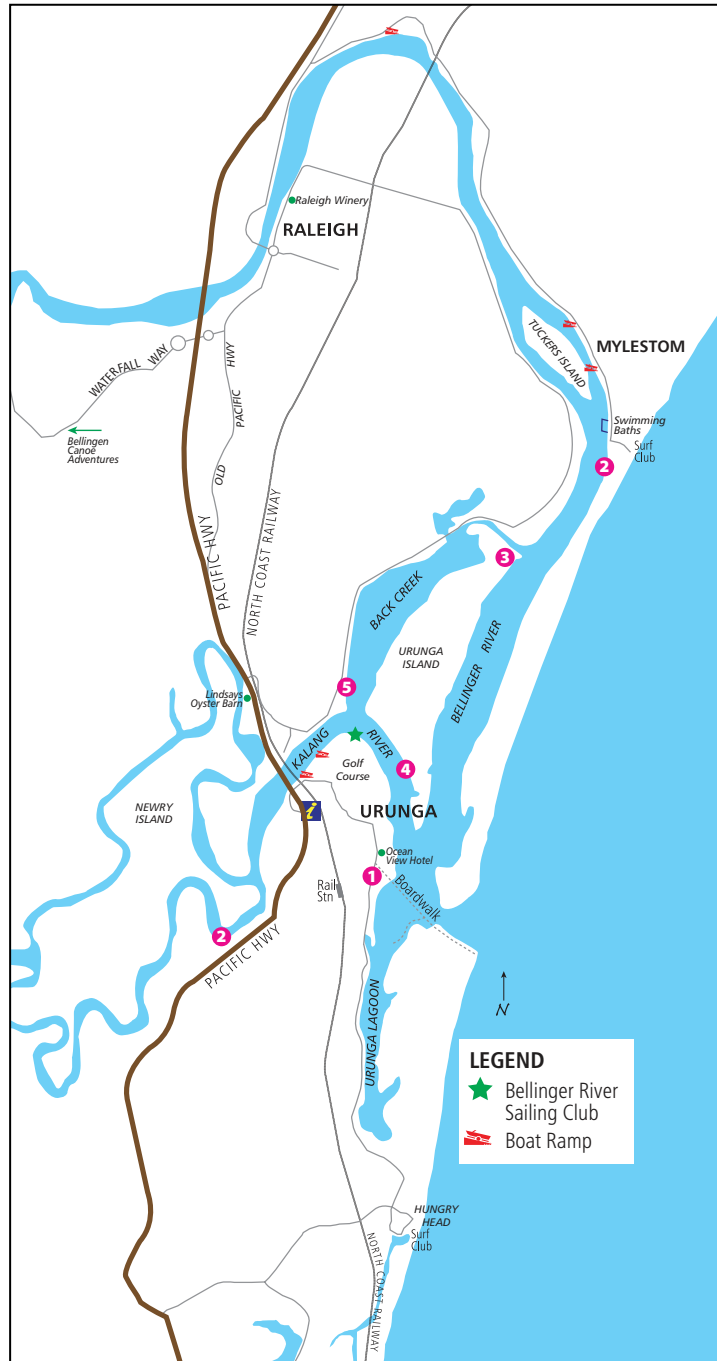 Raleigh Winery
RALEIGH
TUCKERS ISLAND
MYLESTOM
WATERFALL WAY
OLD PACIFIC HWY
Bellingen
Canoe
Adventures
Swimming
Baths
Surf
Club
2
PACIFIC HWY
NORTH COAST RAILWAY
3
BACK CREEK
URUNGA
ISLAND
BELLINGER RIVER
5
Lindsays
Oyster Barn
KALANG RIVER
4
Golf
Course
NEWRY
ISLAND
i
URUNGA
Ocean
View Hotel
1
Rail
Stn
Boardwalk
2
PACIFIC HWY
URUNGA LAGOON
N
LEGEND
Bellinger River
Sailing Club
Boat Ramp
HUNGRY
HEAD
Surf
Club
NORTH COAST RAILWAY